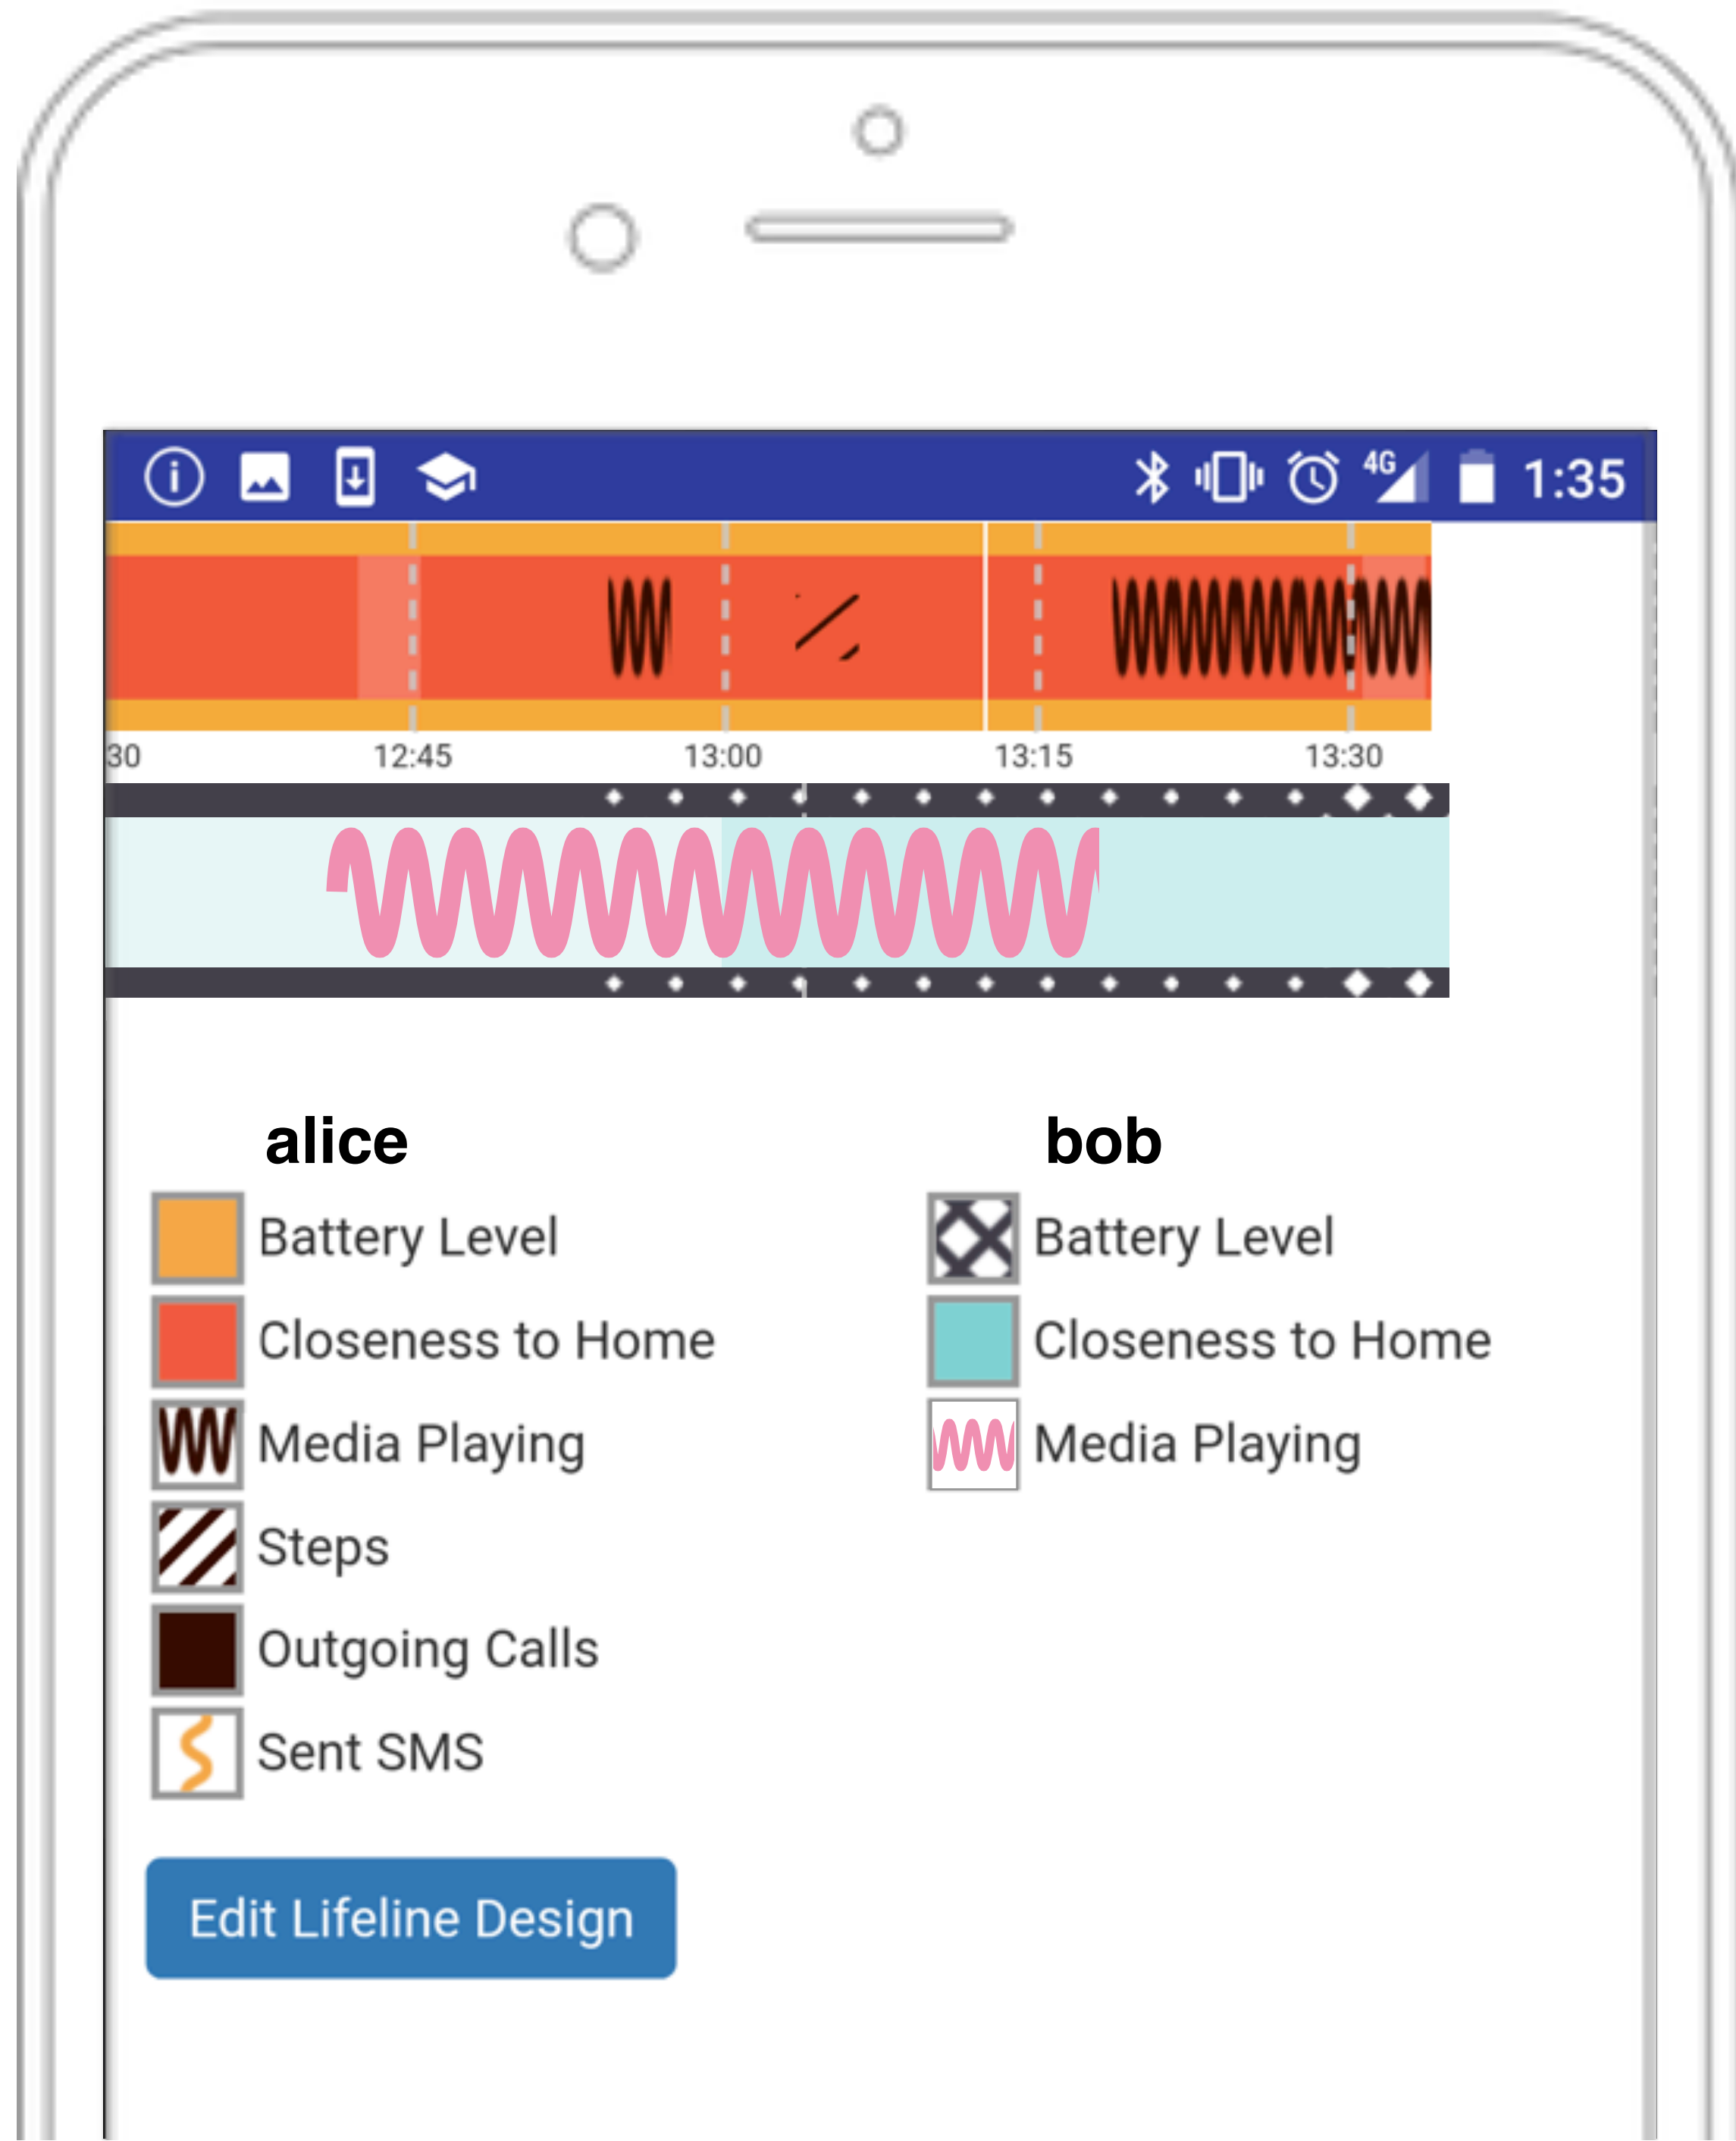 4G 1:35
30 12:45 13:00 13:15 13:30
alice bob
Battery Level Battery Level
Closeness to Home Closeness to Home
Media Playing Media Playing
Steps
Outgoing Calls
Sent SMS
Edit Lifeline Design